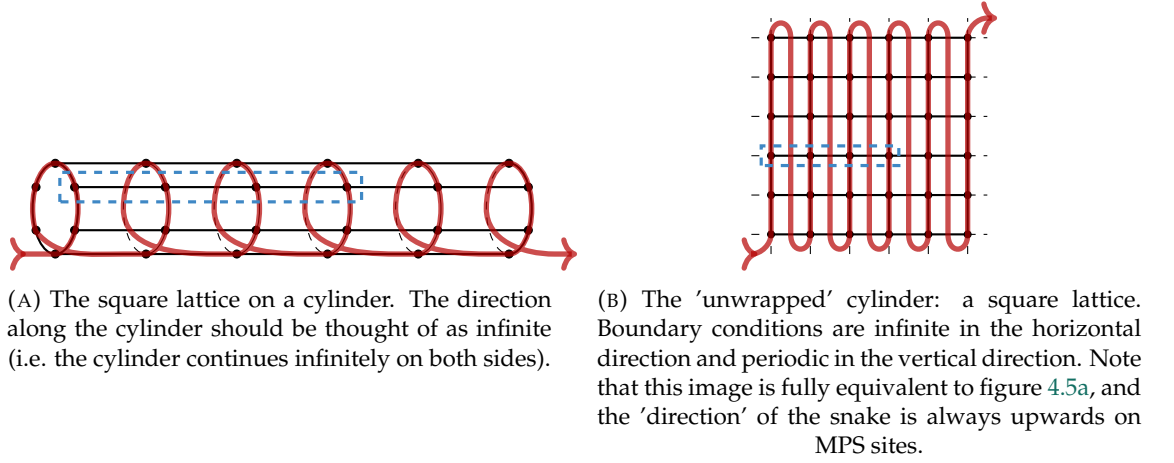 (A) The square lattice on a cylinder. The direction
along the cylinder should be thought of as infinite
(i.e. the cylinder continues infinitely on both sides).
(B) The 'unwrapped' cylinder: a square lattice.
Boundary conditions are infinite in the horizontal
direction and periodic in the vertical direction. Note
that this image is fully equivalent to figure 4.5a, and
the 'direction' of the snake is always upwards on
MPS sites.